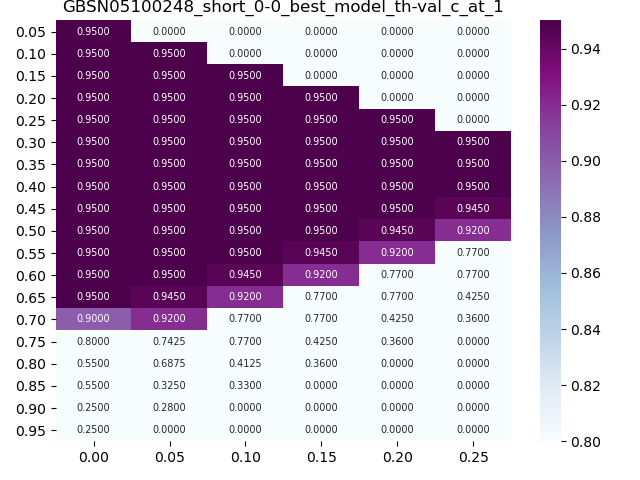 GBSN05100248_short_0-0_best_model_th-val_c_at_1
0.05 0.9500 0.0000 0.0000 0.0000 0.0000 0.0000
0.10 0.9500 0.9500 0.0000 0.0000 0.0000 0.0000
0.15 0.9500 0.9500 0.9500 0.0000 0.0000 0.0000
0.20 0.9500 0.9500 0.9500 0.9500 0.0000 0.0000
0.25 0.9500 0.9500 0.9500 0.9500 0.9500 0.0000
0.30 0.9500 0.9500 0.9500 0.9500 0.9500 0.9500
0.35 0.9500 0.9500 0.9500 0.9500 0.9500 0.9500
0.40 0.9500 0.9500 0.9500 0.9500 0.9500 0.9500
0.45 0.9500 0.9500 0.9500 0.9500 0.9500 0.9450
0.50 0.9500 0.9500 0.9500 0.9500 0.9450 0.9200
0.55 0.9500 0.9500 0.9500 0.9450 0.9200 0.7700
0.60 0.9500 0.9500 0.9450 0.9200 0.7700 0.7700
0.65 0.9500 0.9450 0.9200 0.7700 0.7700 0.4250
0.70 0.9000 0.9200 0.7700 0.7700 0.4250 0.3600
0.75 0.8000 0.7425 0.7700 0.4250 0.3600 0.0000
0.80 0.5500 0.6875 0.4125 0.3600 0.0000 0.0000
0.85 0.5500 0.3250 0.3300 0.0000 0.0000 0.0000
0.90 0.2500 0.2800 0.0000 0.0000 0.0000 0.0000
0.95 0.2500 0.0000 0.0000 0.0000 0.0000 0.0000
0.00 0.05 0.10 0.15 0.20 0.25
0.94
0.92
0.90
0.88
0.86
0.84
0.82
0.80